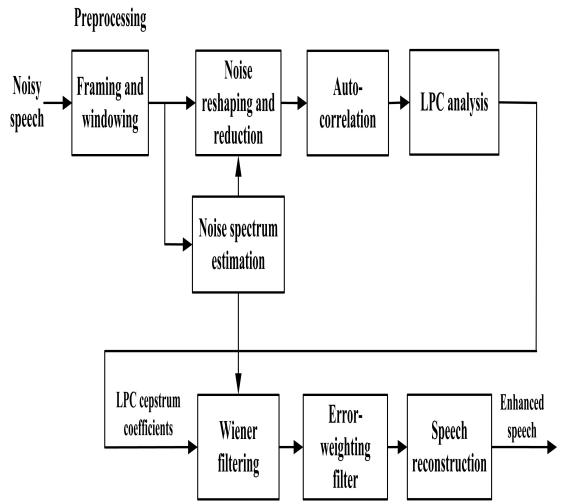 Preprocessing
Noisy
speech
Framing and
windowing
Noise
reshaping and
reduction
Auto-
correlation
LPC analysis
Noise spectrum
estimation
LPC cepstrum
coefficients
Wiener
filtering
Error-
weighting
filter
Speech
reconstruction
Enhanced
speech